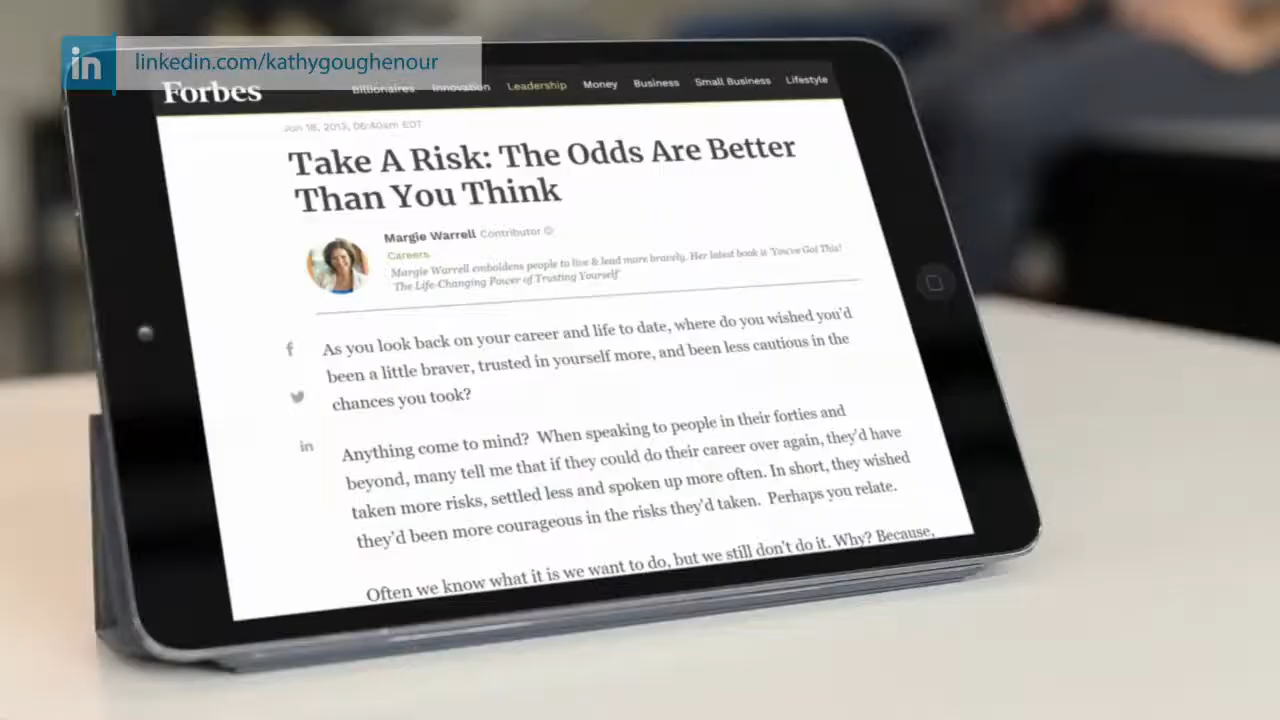 in linkedin.com/kathygoughenour
Forbes
Billionaires Innovation Leadership Money Business Small Business Lifestyle
Jun 18, 2013, 06:40am EDT
Take A Risk: The Odds Are Better
Than You Think
Margie Warrell Contributor
Careers
Margie Warrell emboldens people to live & lead more bravely. Her latest book is 'You've Got This!
The Life-Changing Power of Trusting Yourself'
As you look back on your career and life to date, where do you wished you'd
been a little braver, trusted in yourself more, and been less cautious in the
chances you took?
in
Anything come to mind? When speaking to people in their forties and
beyond, many tell me that if they could do their career over again, they'd have
taken more risks, settled less and spoken up more often. In short, they wished
they'd been more courageous in the risks they'd taken. Perhaps you relate.
Often we know what it is we want to do, but we still don't do it. Why? Because,